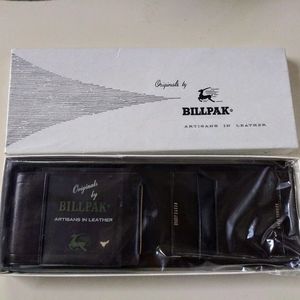 Originals by
BILLPAK®
ARTISANS IN LEATHER
Originals
by
BILLPAK®
ARTISANS IN LEATHER